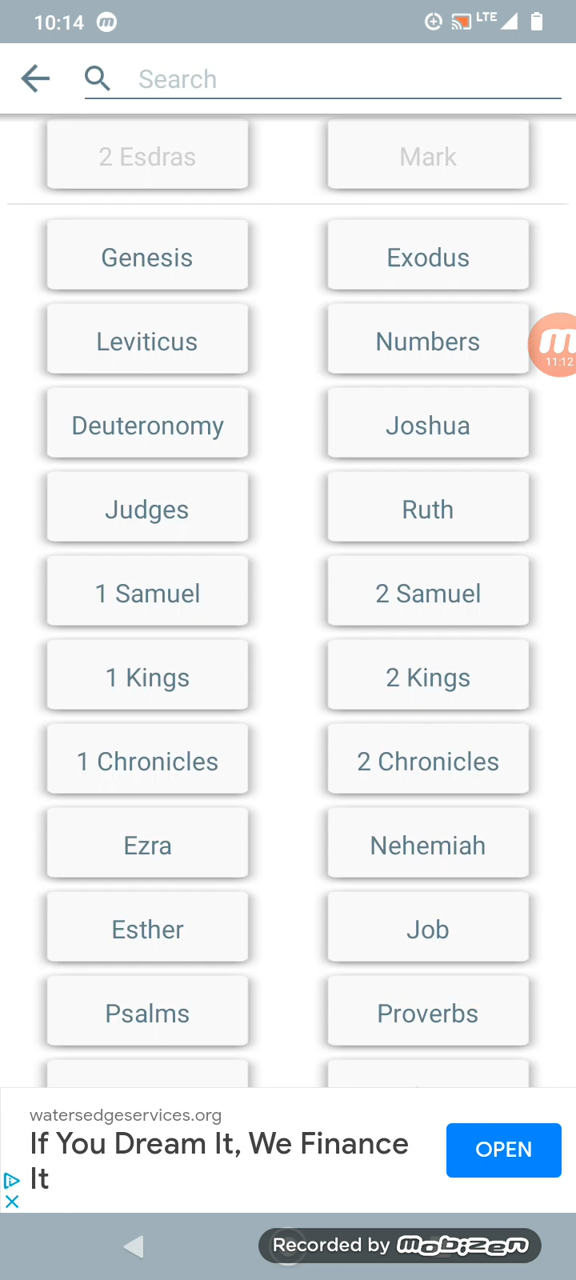 10:14 m LTE
Search
2 Esdras Mark
Genesis Exodus
Leviticus Numbers
m
11:12
Deuteronomy Joshua
Judges Ruth
1 Samuel 2 Samuel
1 Kings 2 Kings
1 Chronicles 2 Chronicles
Ezra Nehemiah
Esther Job
Psalms Proverbs
watersedgeservices.org
If You Dream It, We Finance
It
OPEN
Recorded by mobizen